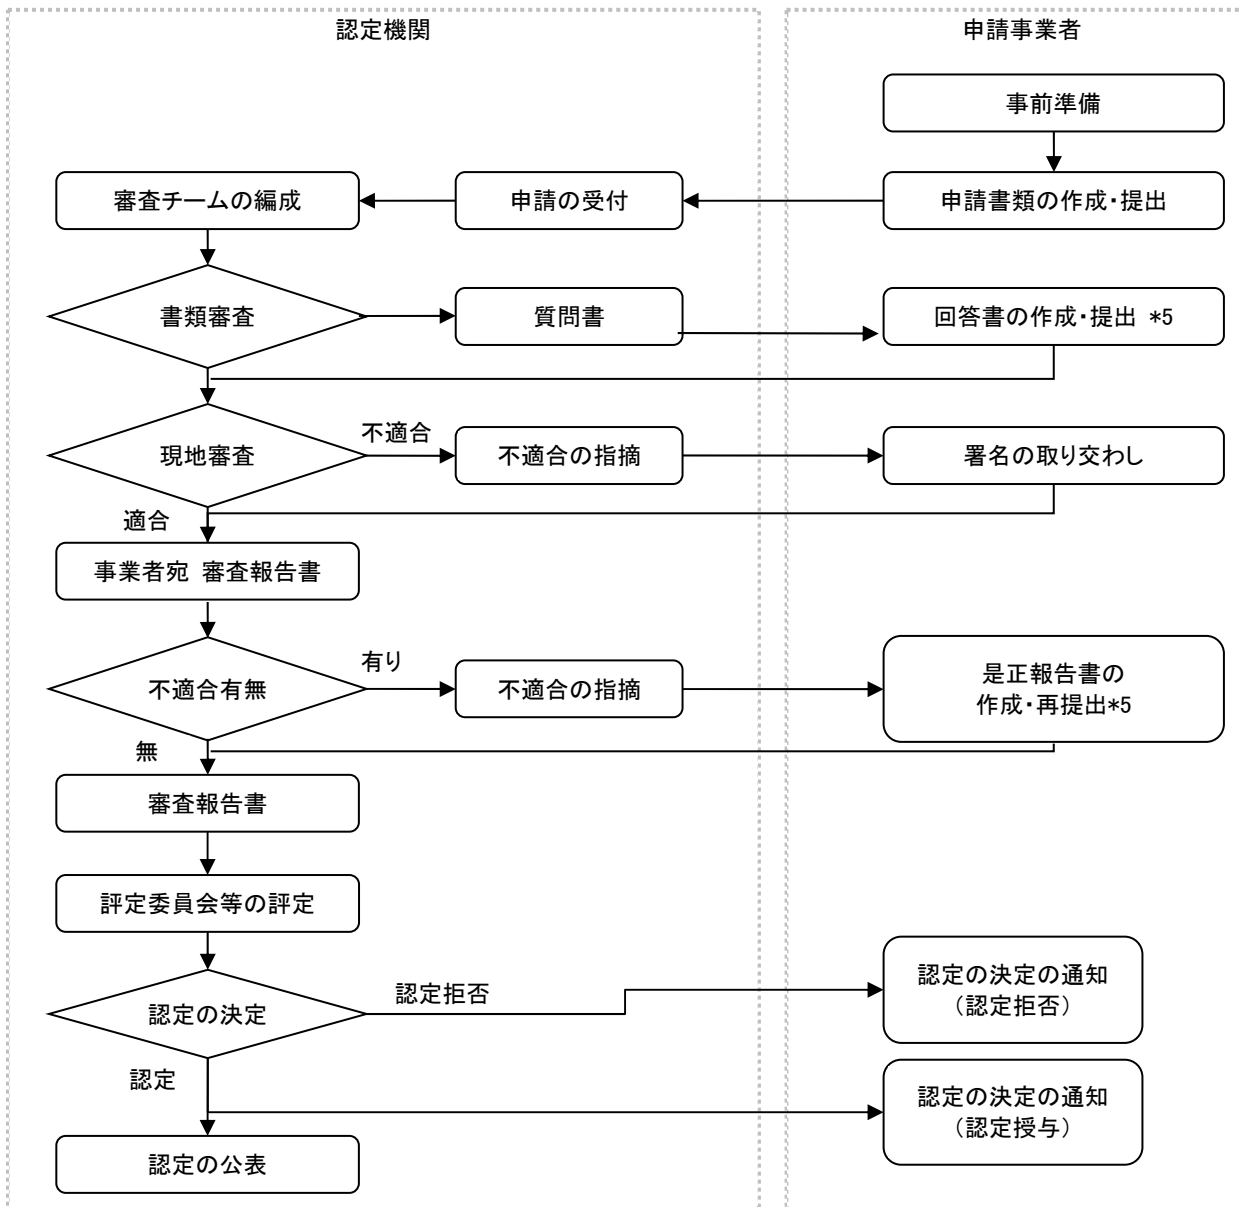 認定機関
申請事業者
事前準備
審査チームの編成
申請の受付
申請書類の作成・提出
書類審査
質問書
回答書の作成・提出 *5
不適合
現地審査
不適合の指摘
署名の取り交わし
適合
事業者宛 審査報告書
有り
不適合有無
不適合の指摘
是正報告書の
作成・再提出*5
無
審査報告書
評定委員会等の評定
認定の決定
認定拒否
認定の決定の通知
（認定拒否）
認定
認定の決定の通知
（認定授与）
認定の公表